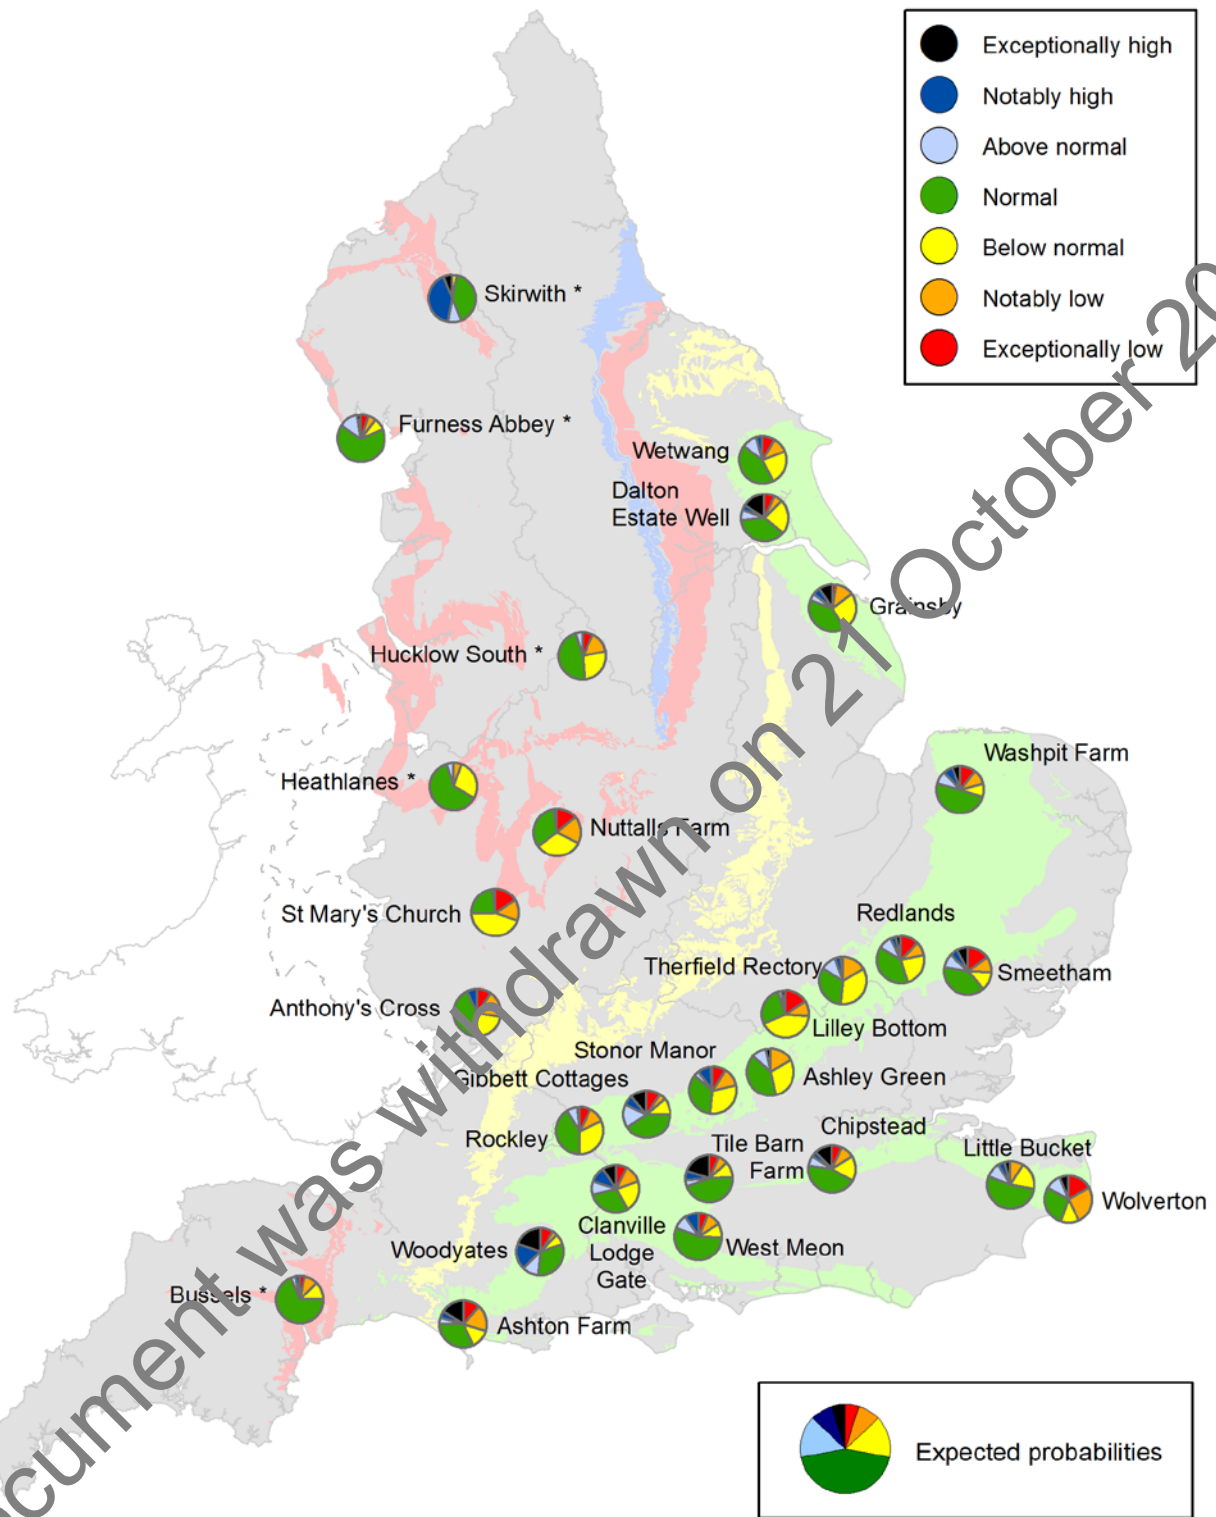 Exceptionally high
Notably high
Above normal
Normal
Below normal
Notably low
Exceptionally low
Skirwith *
Furness Abbey *
Wetwang
Dalton
Estate Well
Grainsby
Hucklow South *
Washpit Farm
Heathlanes *
Nuttalls Farm
St Mary's Church
Redlands
Therfield Rectory
Smeetham
Anthony's Cross
Lilley Bottom
Stonor Manor
Gibbett Cottages
Ashley Green
Rockley
Chipstead
Tile Barn
Farm
Little Bucket
Wolverton
Clanville
Lodge
Gate
Woodyates
West Meon
Bussels *
Ashton Farm
Expected probabilities
was withdrawn on 21 October